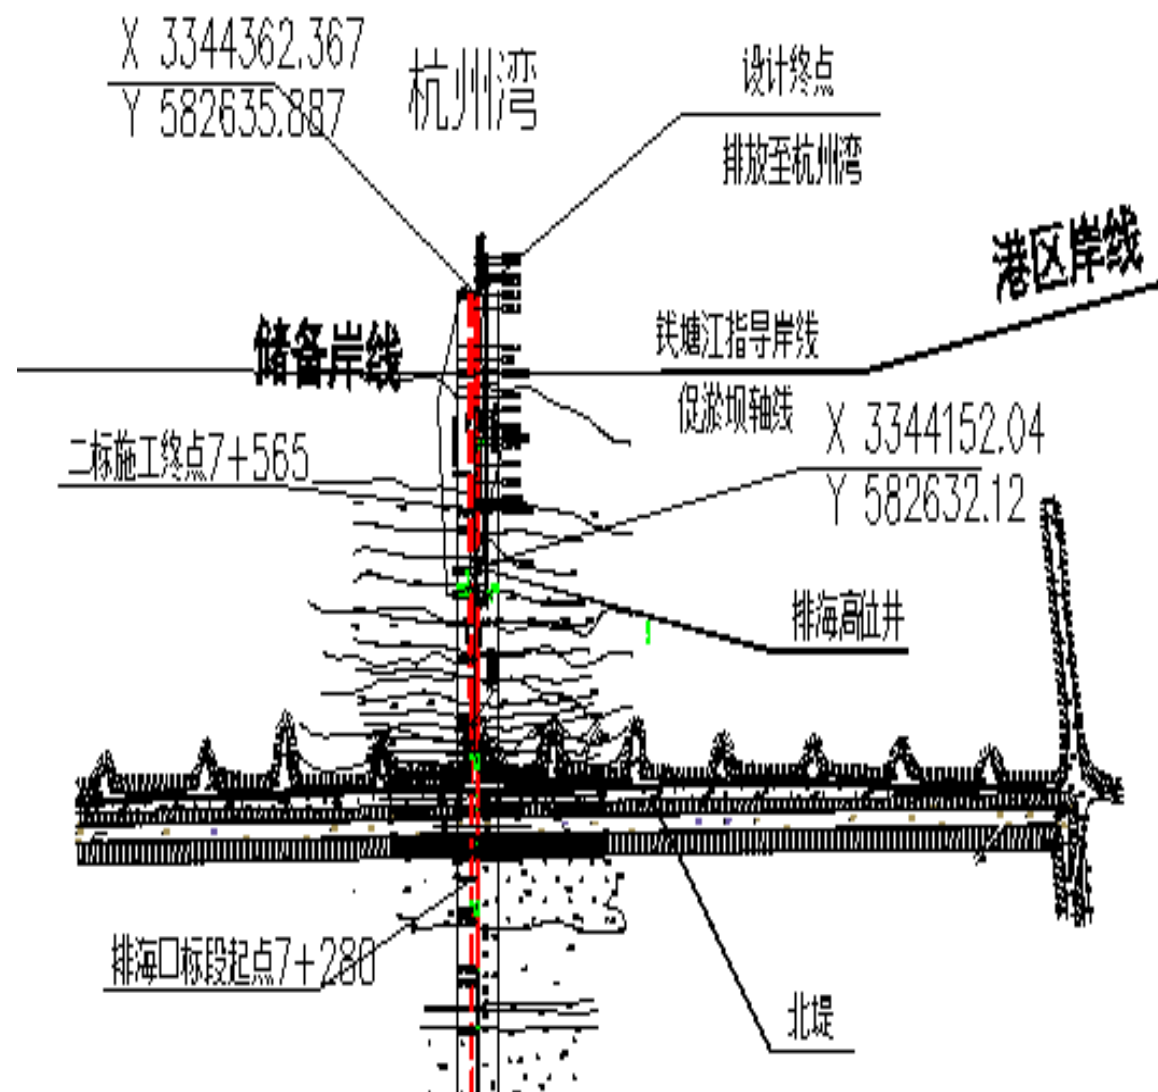 X 3344362.367
Y 582635.887
杭州湾
设计终点
排放至杭州湾
港区岸线
储备岸线
钱塘江指导岸线
促淤坝轴线
X 3344152.04
Y 582632.12
二标施工终点7+565
排海高位井
排海口标段起点7+280
北堤